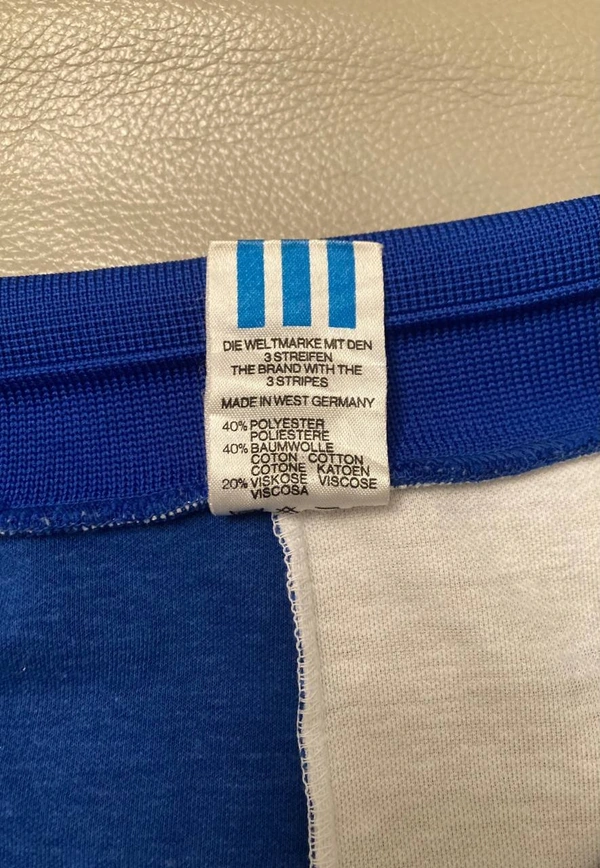 DIE WELTMARKE MIT DEN
3 STREIFEN
THE BRAND WITH THE
3 STRIPES
MADE IN WEST GERMANY
40% POLYESTER
POLIESTERE
40% BAUMWOLLE
COTON COTTON
COTONE KATOEN
20% VISKOSE VISCOSE
VISCOSA